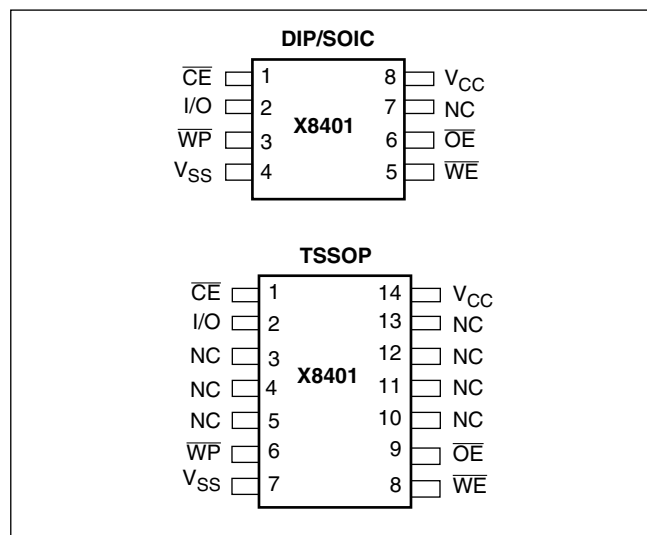 DIP/SOIC
CE 1 8 VCC
I/O 2 7 NC
X8401
WP 3 6 OE
VSS 4 5 WE
TSSOP
CE 1 14 VCC
I/O 2 13 NC
NC 3 12 NC
X8401
NC 4 11 NC
NC 5 10 NC
WP 6 9 OE
VSS 7 8 WE